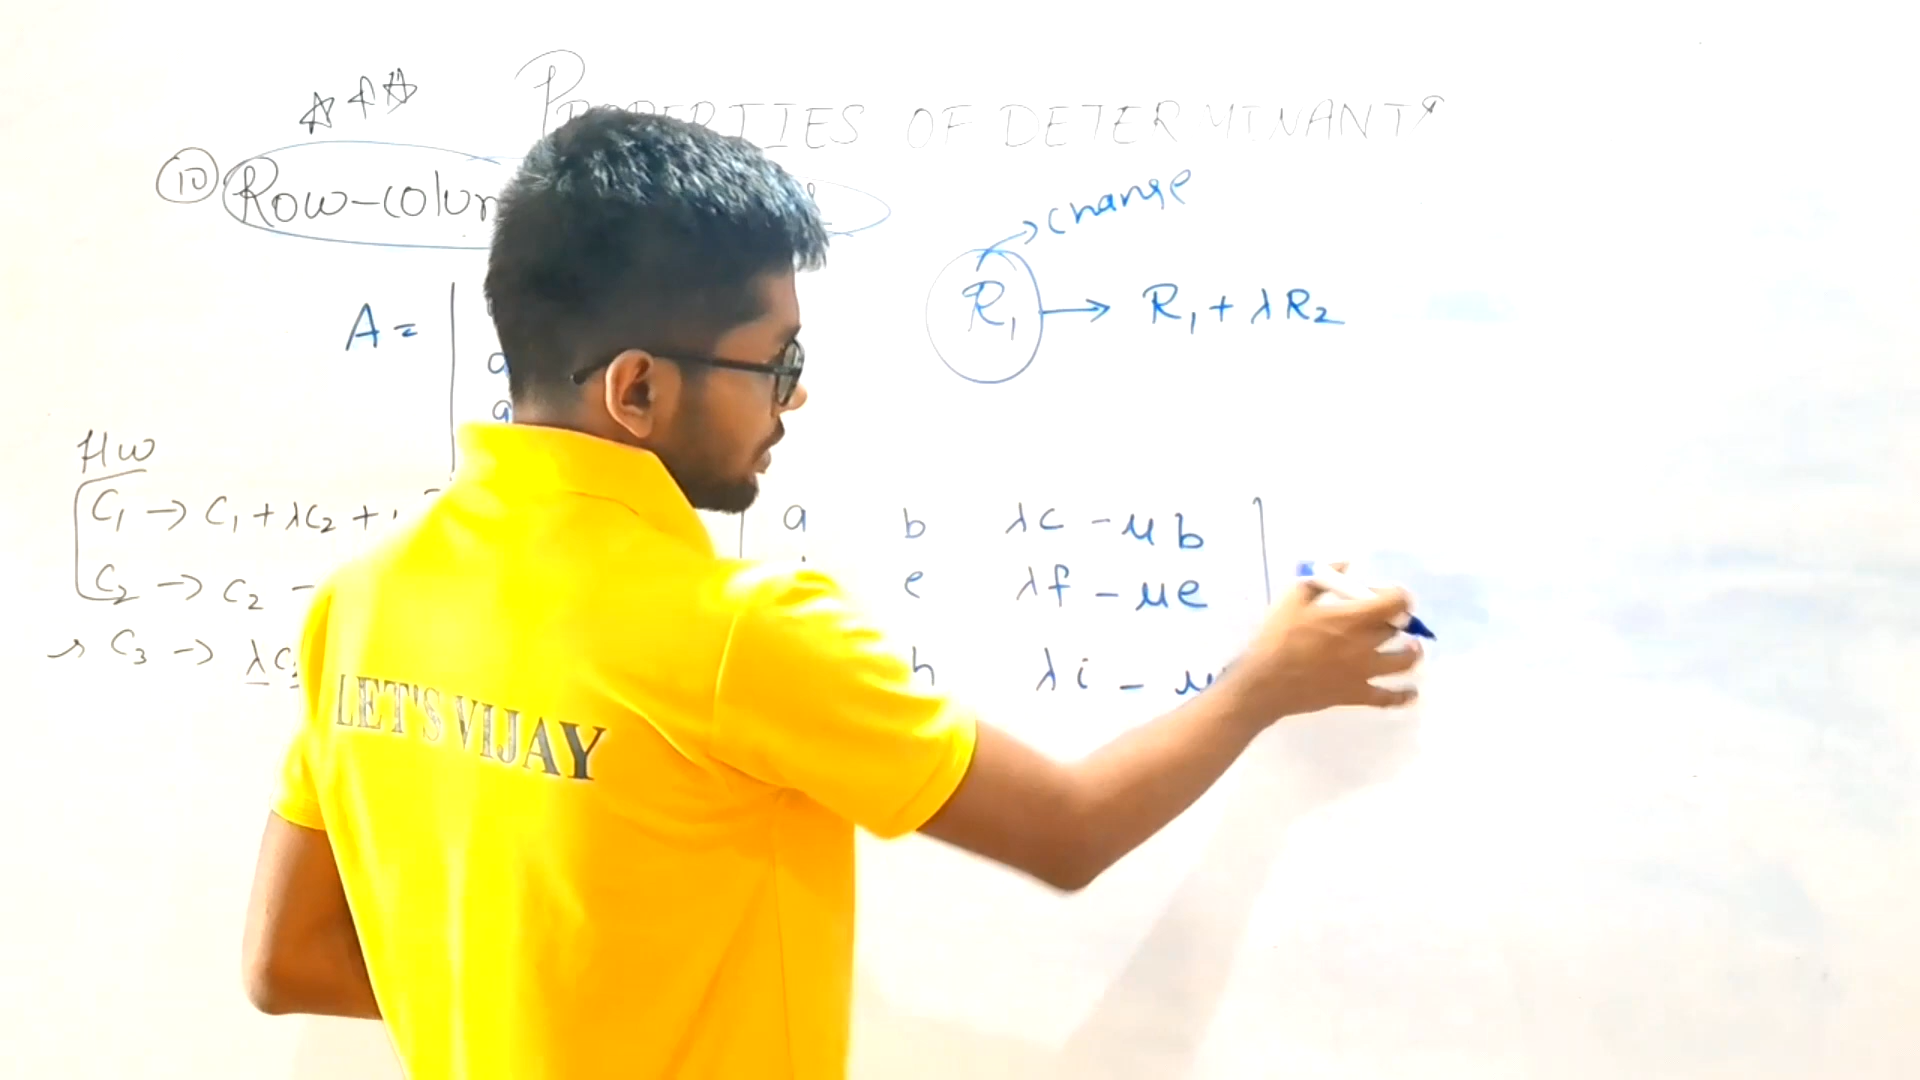 PROPERTIES OF DETERMINANTS
10 Row-colum
change
A =
R₁ → R₁ + λR₂
a
a
HW
C₁ → C₁ + λC₂ +
a b λc - μb
C₂ → C₂ -
e λf - μe
C₃ → λC
h λi - μ
LET'S VIJAY